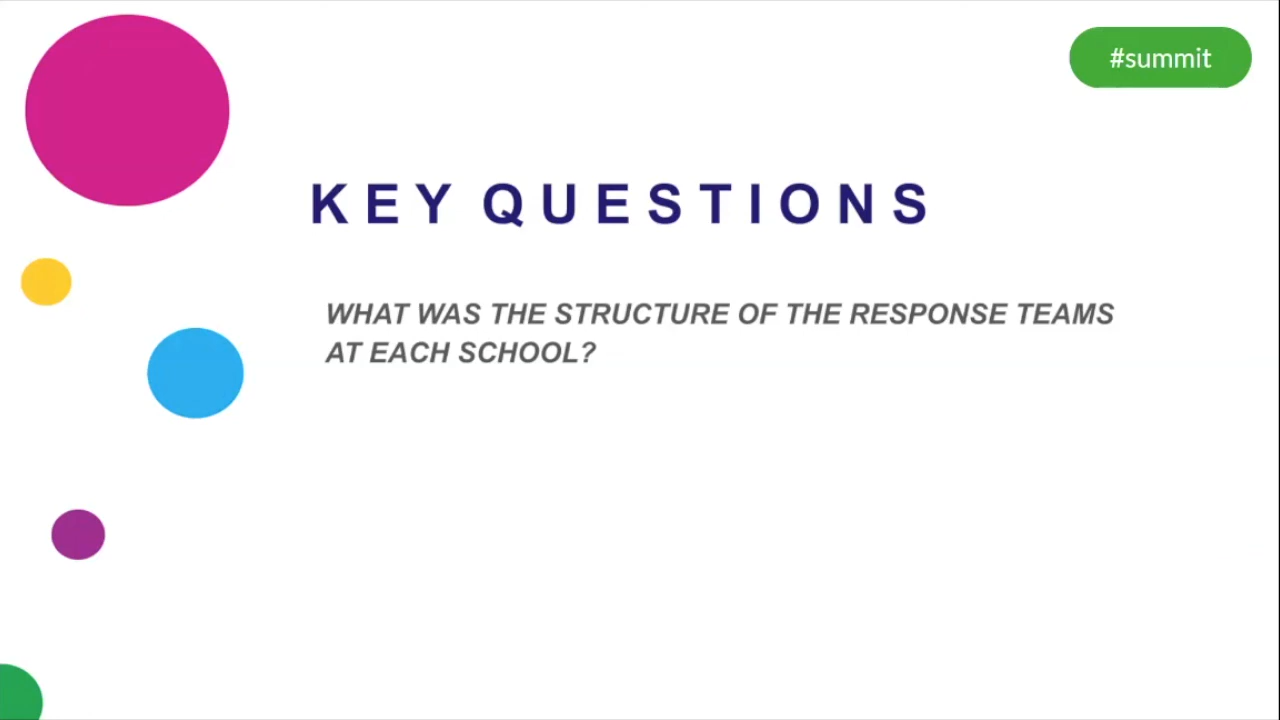 #summit
KEY QUESTIONS
WHAT WAS THE STRUCTURE OF THE RESPONSE TEAMS
AT EACH SCHOOL?